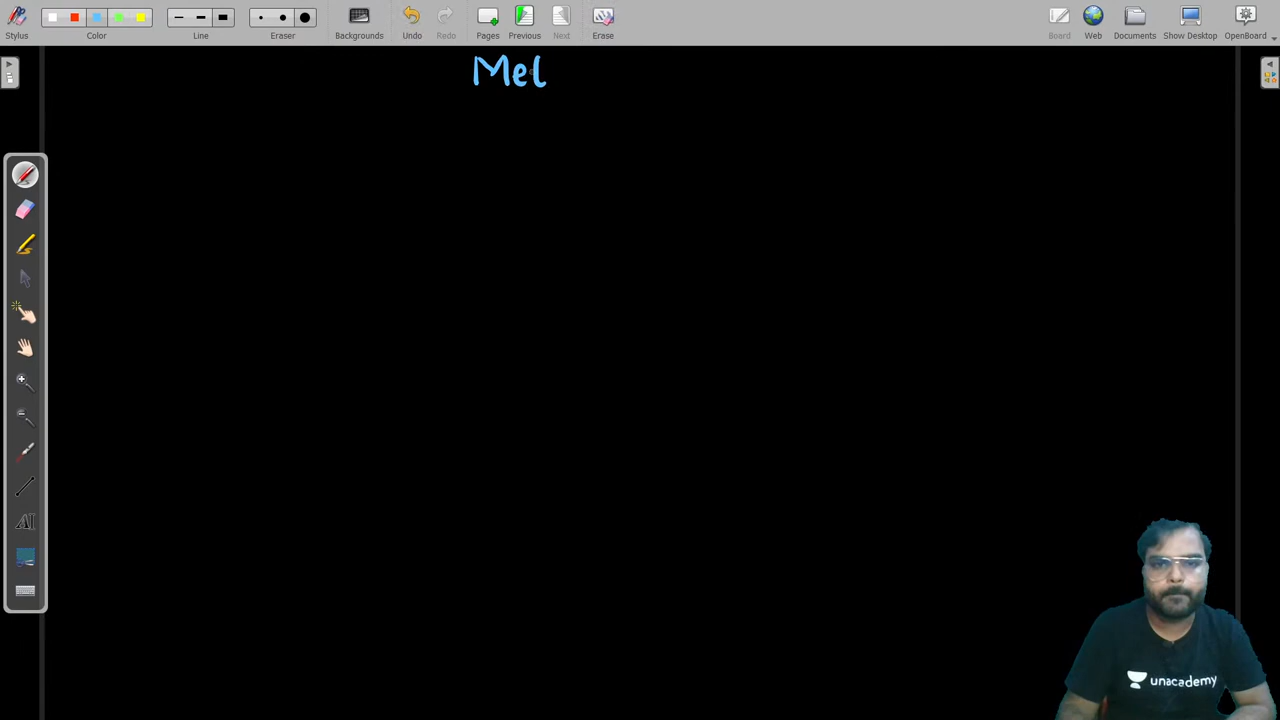 Stylus Color Line Eraser Backgrounds Undo Redo Pages Previous Next Erase Board Web Documents Show Desktop OpenBoard
Mel
AI
unacademy